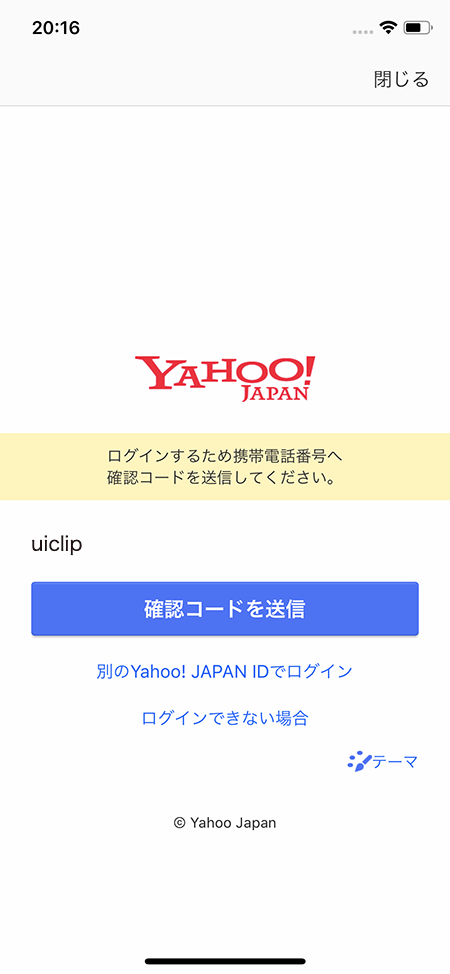 20:16
閉じる
YAHOO!
JAPAN
ログインするため携帯電話番号へ
確認コードを送信してください。
uiclip
確認コードを送信
別のYahoo! JAPAN IDでログイン
ログインできない場合
テーマ
© Yahoo Japan